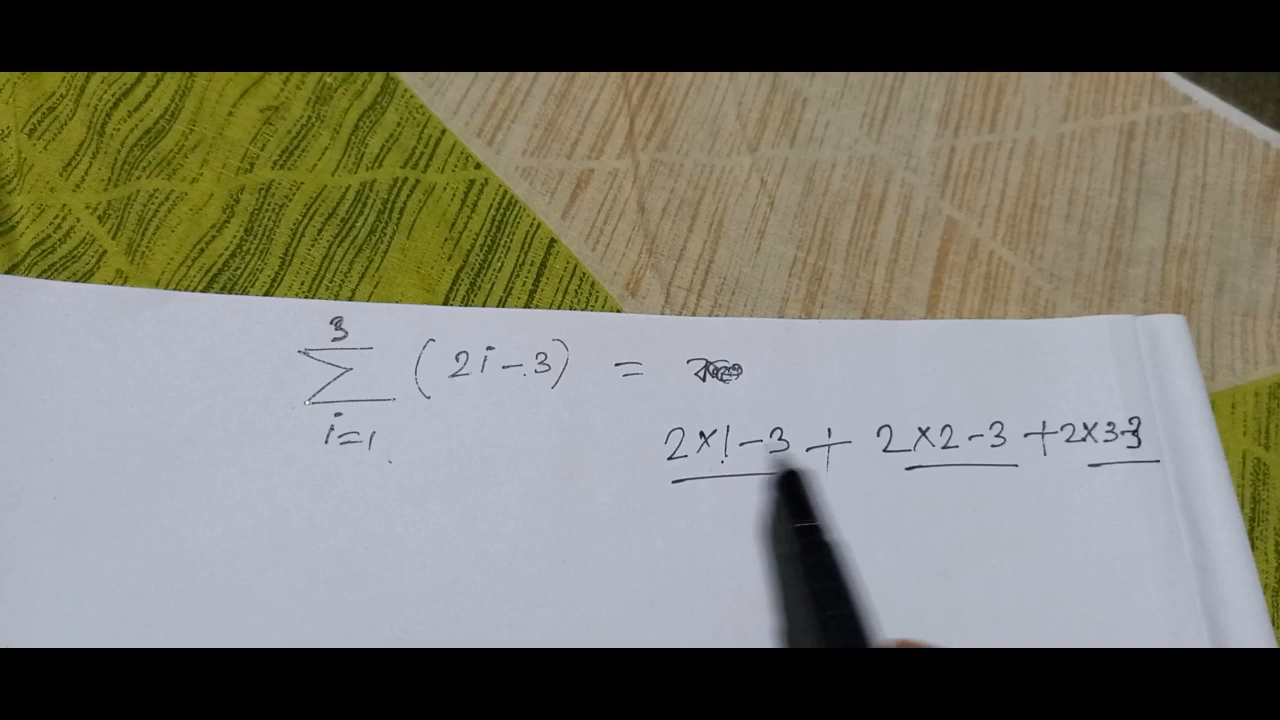 3
∑ (2i-3) =
i=1
2×1-3 + 2×2-3 + 2×3-3